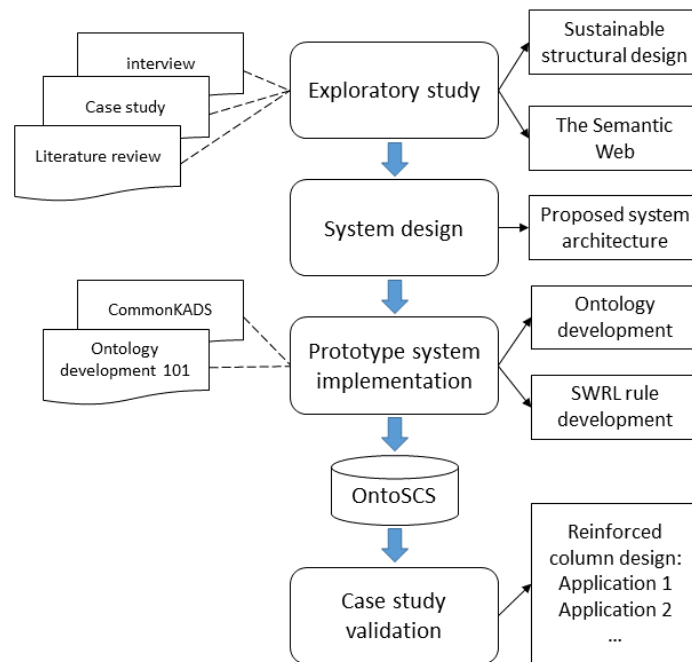 interview
Case study
Literature review
Exploratory study
Sustainable
structural design
The Semantic
Web
System design
Proposed system
architecture
CommonKADS
Ontology
development 101
Prototype system
implementation
Ontology
development
SWRL rule
development
OntoSCS
Case study
validation
Reinforced
column design:
Application 1
Application 2
...